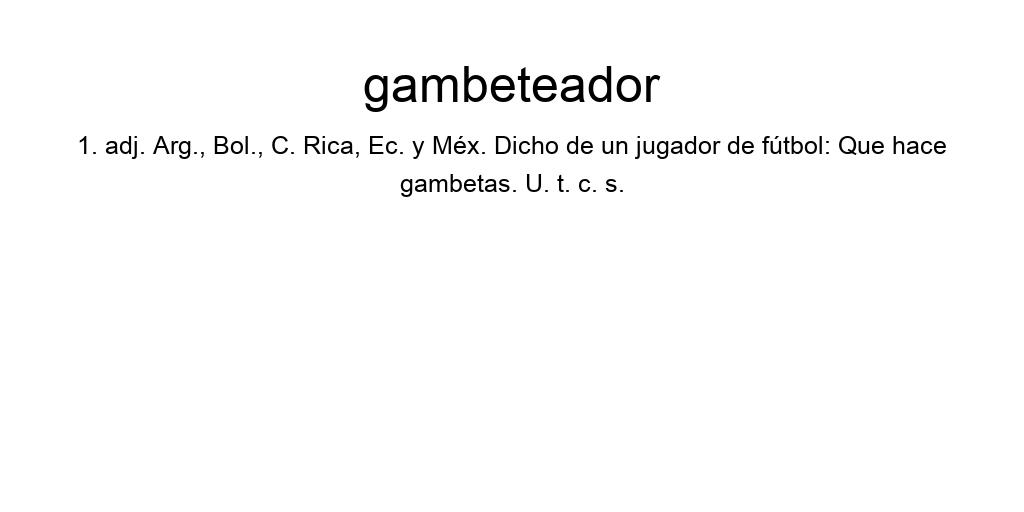 gambeteador
1. adj. Arg., Bol., C. Rica, Ec. y Méx. Dicho de un jugador de fútbol: Que hace
gambetas. U. t. c. s.